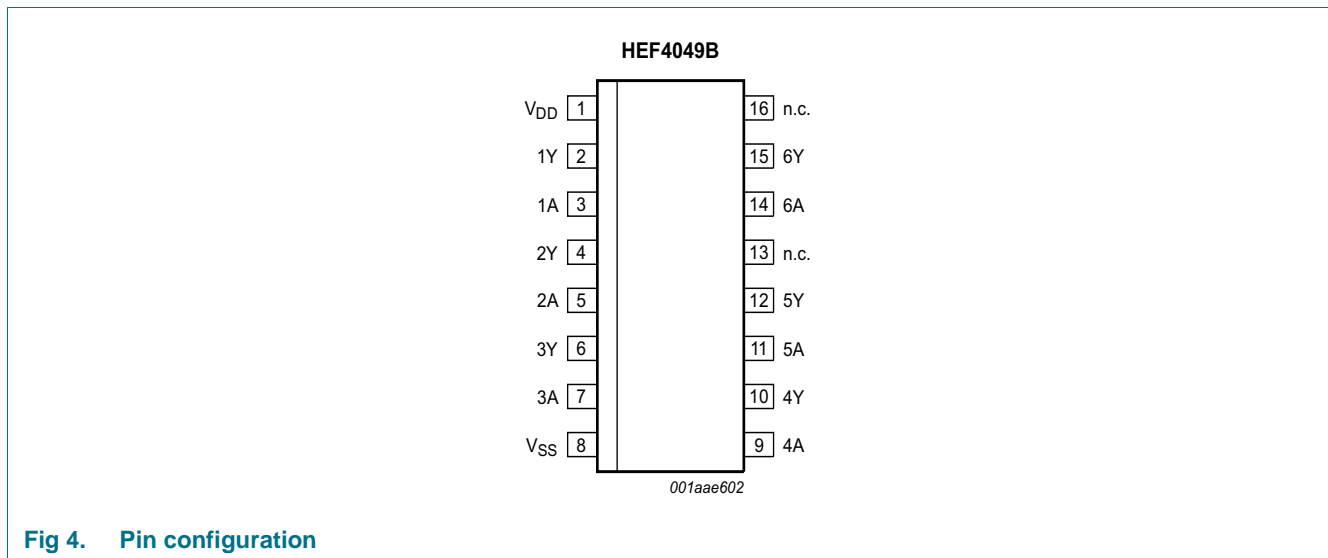 HEF4049B
VDD 1 16 n.c.
1Y 2 15 6Y
1A 3 14 6A
2Y 4 13 n.c.
2A 5 12 5Y
3Y 6 11 5A
3A 7 10 4Y
VSS 8 9 4A
001aae602
Fig 4. Pin configuration